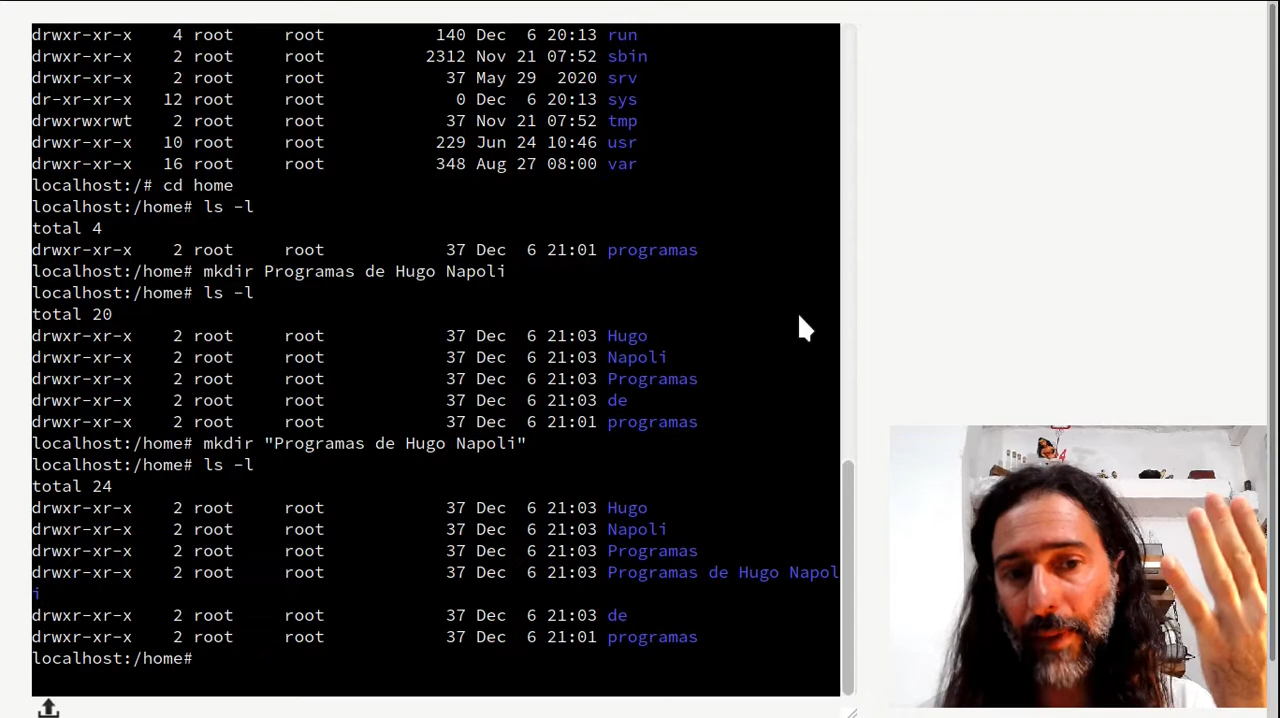 drwxr-xr-x 4 root root 140 Dec 6 20:13 run
drwxr-xr-x 2 root root 2312 Nov 21 07:52 sbin
drwxr-xr-x 2 root root 37 May 29 2020 srv
dr-xr-xr-x 12 root root 0 Dec 6 20:13 sys
drwxrwxrwt 2 root root 37 Nov 21 07:52 tmp
drwxr-xr-x 10 root root 229 Jun 24 10:46 usr
drwxr-xr-x 16 root root 348 Aug 27 08:00 var
localhost:/# cd home
localhost:/home# ls -l
total 4
drwxr-xr-x 2 root root 37 Dec 6 21:01 programas
localhost:/home# mkdir Programas de Hugo Napoli
localhost:/home# ls -l
total 20
drwxr-xr-x 2 root root 37 Dec 6 21:03 Hugo
drwxr-xr-x 2 root root 37 Dec 6 21:03 Napoli
drwxr-xr-x 2 root root 37 Dec 6 21:03 Programas
drwxr-xr-x 2 root root 37 Dec 6 21:03 de
drwxr-xr-x 2 root root 37 Dec 6 21:01 programas
localhost:/home# mkdir "Programas de Hugo Napoli"
localhost:/home# ls -l
total 24
drwxr-xr-x 2 root root 37 Dec 6 21:03 Hugo
drwxr-xr-x 2 root root 37 Dec 6 21:03 Napoli
drwxr-xr-x 2 root root 37 Dec 6 21:03 Programas
drwxr-xr-x 2 root root 37 Dec 6 21:03 Programas de Hugo Napol
i
drwxr-xr-x 2 root root 37 Dec 6 21:03 de
drwxr-xr-x 2 root root 37 Dec 6 21:01 programas
localhost:/home#